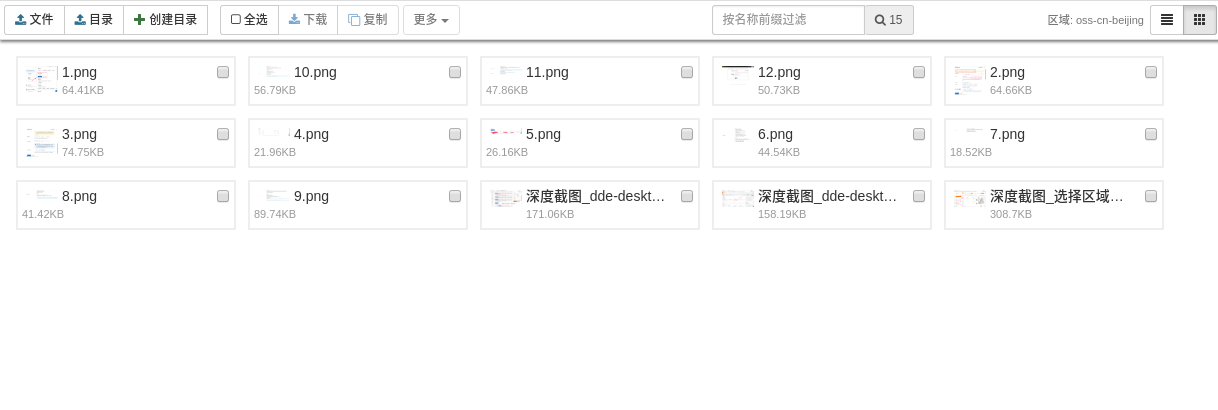 文件 目录 创建目录 全选 下载 复制 更多 按名称前缀过滤 15 区域: oss-cn-beijing
1.png 10.png 11.png 12.png 2.png
64.41KB 56.79KB 47.86KB 50.73KB 64.66KB
3.png 4.png 5.png 6.png 7.png
74.75KB 21.96KB 26.16KB 44.54KB 18.52KB
8.png 9.png 深度截图_dde-deskt... 深度截图_dde-deskt... 深度截图_选择区域...
41.42KB 89.74KB 171.06KB 158.19KB 308.7KB